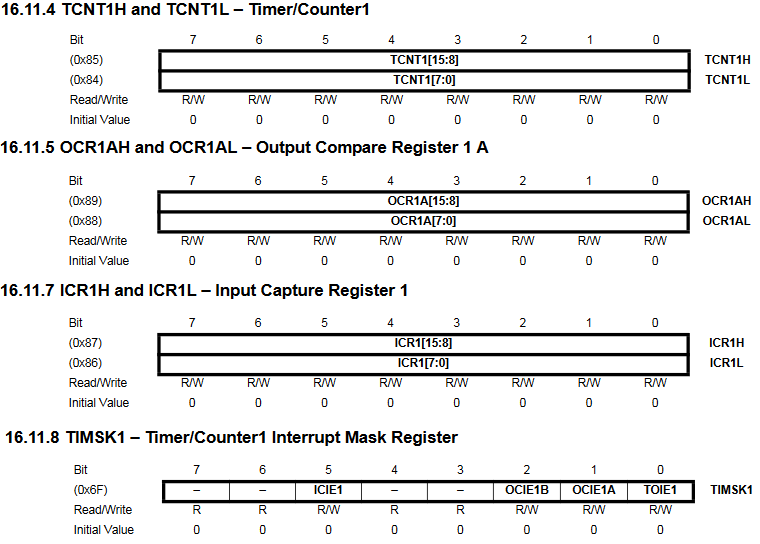 16.11.4 TCNT1H and TCNT1L – Timer/Counter1
Bit 7 6 5 4 3 2 1 0
(0x85) TCNT1[15:8] TCNT1H
(0x84) TCNT1[7:0] TCNT1L
Read/Write R/W R/W R/W R/W R/W R/W R/W R/W
Initial Value 0 0 0 0 0 0 0 0
16.11.5 OCR1AH and OCR1AL – Output Compare Register 1 A
Bit 7 6 5 4 3 2 1 0
(0x89) OCR1A[15:8] OCR1AH
(0x88) OCR1A[7:0] OCR1AL
Read/Write R/W R/W R/W R/W R/W R/W R/W R/W
Initial Value 0 0 0 0 0 0 0 0
16.11.7 ICR1H and ICR1L – Input Capture Register 1
Bit 7 6 5 4 3 2 1 0
(0x87) ICR1[15:8] ICR1H
(0x86) ICR1[7:0] ICR1L
Read/Write R/W R/W R/W R/W R/W R/W R/W R/W
Initial Value 0 0 0 0 0 0 0 0
16.11.8 TIMSK1 – Timer/Counter1 Interrupt Mask Register
Bit 7 6 5 4 3 2 1 0
(0x6F) – – ICIE1 – – OCIE1B OCIE1A TOIE1 TIMSK1
Read/Write R R R/W R R R/W R/W R/W
Initial Value 0 0 0 0 0 0 0 0